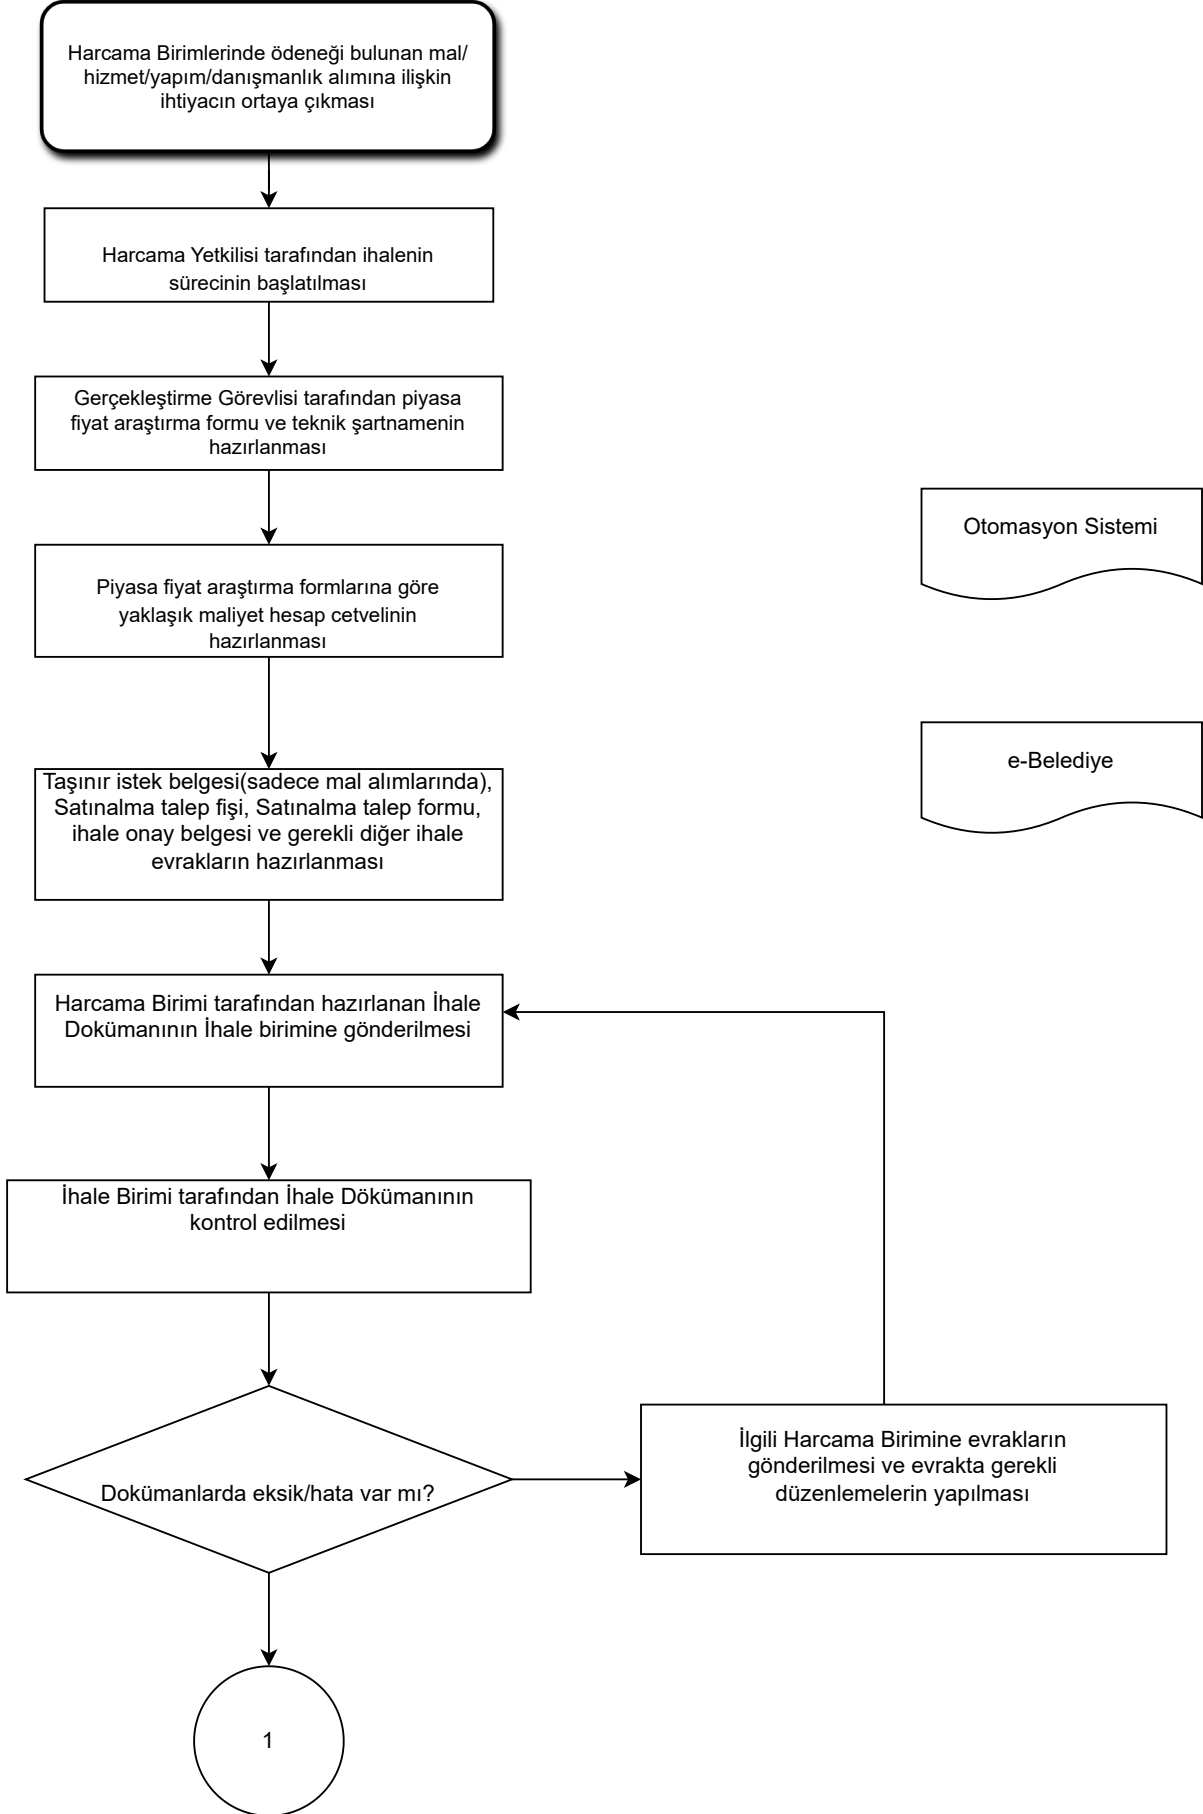 Harcama Birimlerinde ödeneği bulunan mal/
hizmet/yapım/danışmanlık alımına ilişkin
ihtiyacın ortaya çıkması
Harcama Yetkilisi tarafından ihalenin
sürecinin başlatılması
Gerçekleştirme Görevlisi tarafından piyasa
fiyat araştırma formu ve teknik şartnamenin
hazırlanması
Otomasyon Sistemi
Piyasa fiyat araştırma formlarına göre
yaklaşık maliyet hesap cetvelinin
hazırlanması
e-Belediye
Taşınır istek belgesi(sadece mal alımlarında),
Satınalma talep fişi, Satınalma talep formu,
ihale onay belgesi ve gerekli diğer ihale
evrakların hazırlanması
Harcama Birimi tarafından hazırlanan İhale
Dokümanının İhale birimine gönderilmesi
İhale Birimi tarafından İhale Dökümanının
kontrol edilmesi
Dokümanlarda eksik/hata var mı?
İlgili Harcama Birimine evrakların
gönderilmesi ve evrakta gerekli
düzenlemelerin yapılması
1